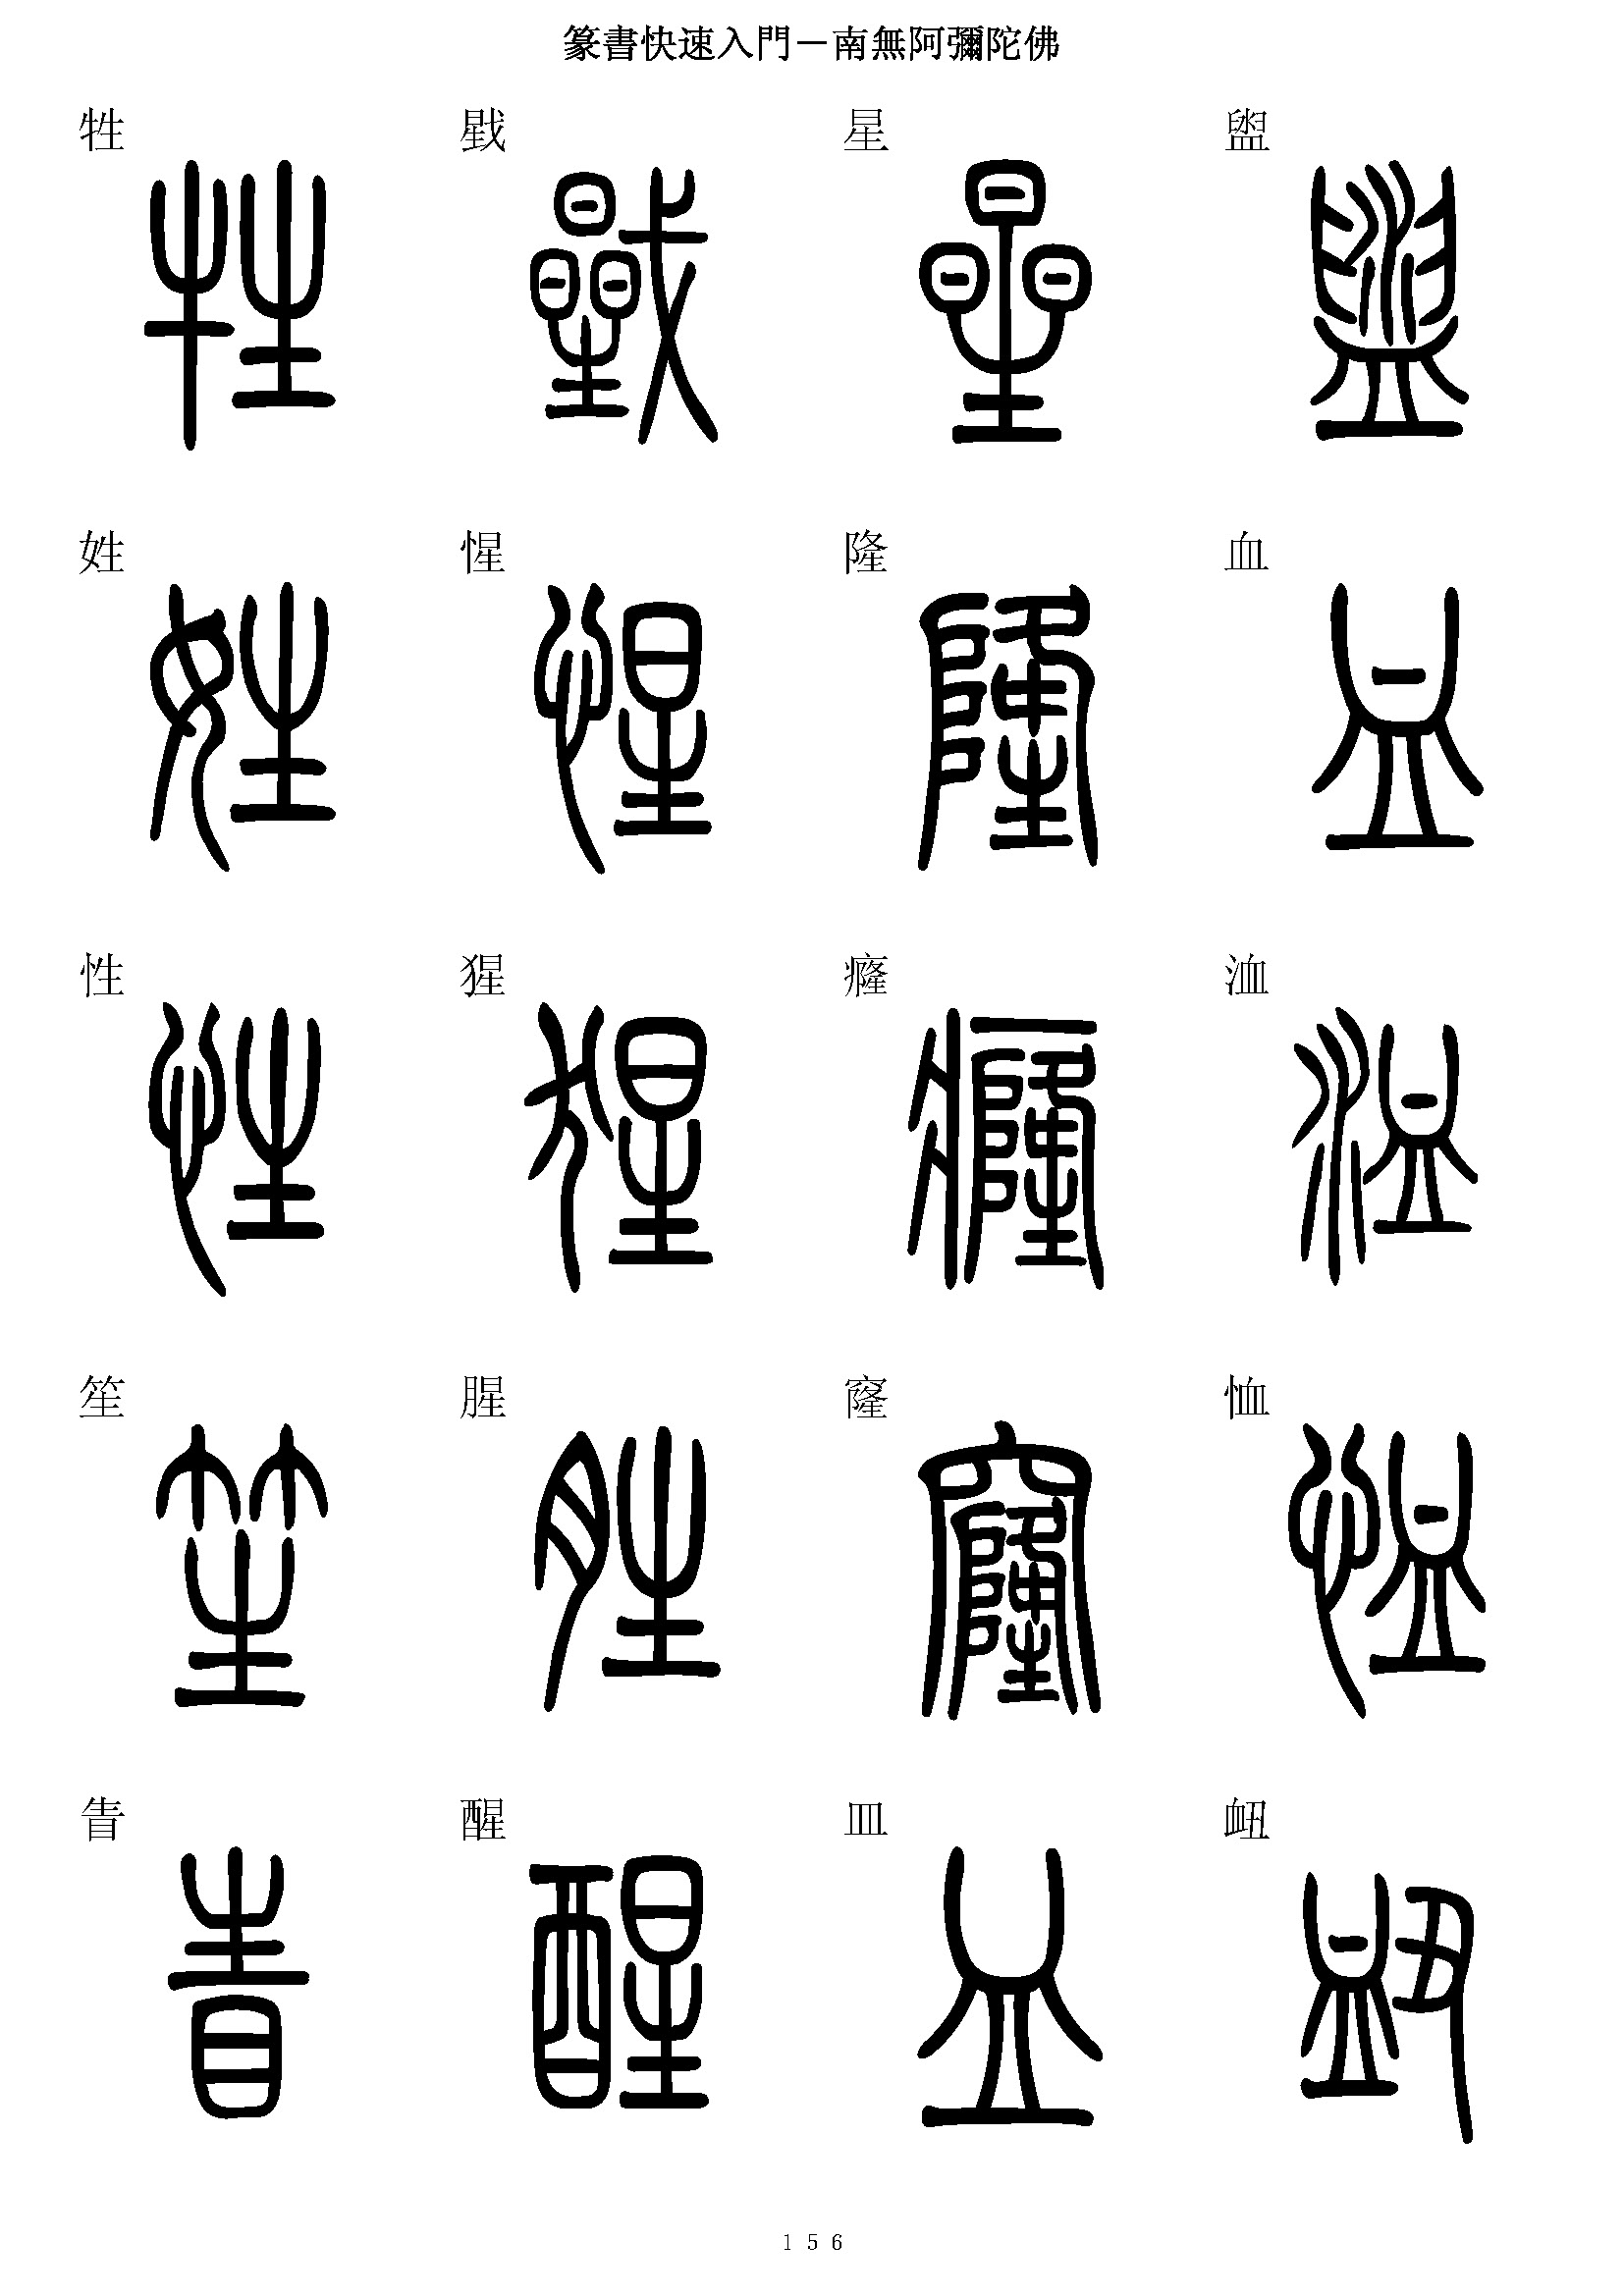 篆書快速入門－南無阿彌陀佛
牲 戥 星 盥
姓 惺 隆 血
性 猩 癃 洫
笙 腥 窿 恤
眚 醒 皿 衄
156